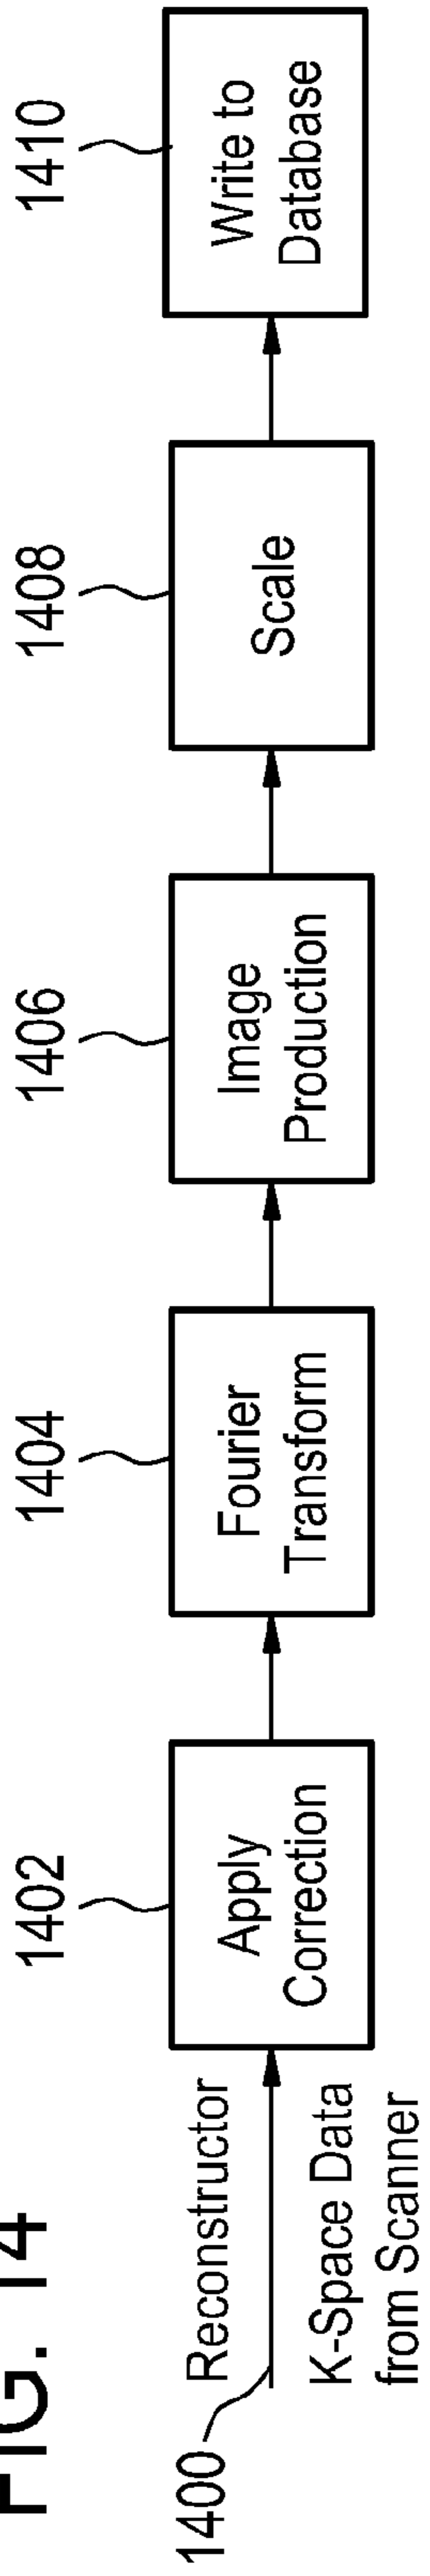 FIG. 14
1400
Reconstructor
K-Space Data
from Scanner
1402
Apply
Correction
1404
Fourier
Transform
1406
Image
Production
1408
Scale
1410
Write to
Database